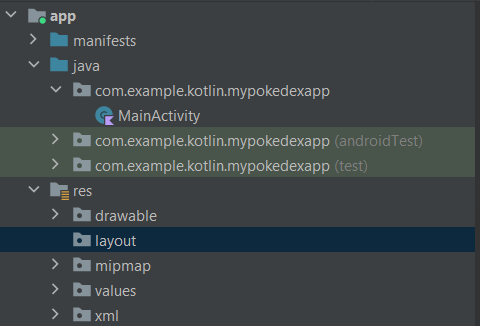 app
manifests
java
com.example.kotlin.mypokedexapp
MainActivity
com.example.kotlin.mypokedexapp (androidTest)
com.example.kotlin.mypokedexapp (test)
res
drawable
layout
mipmap
values
xml